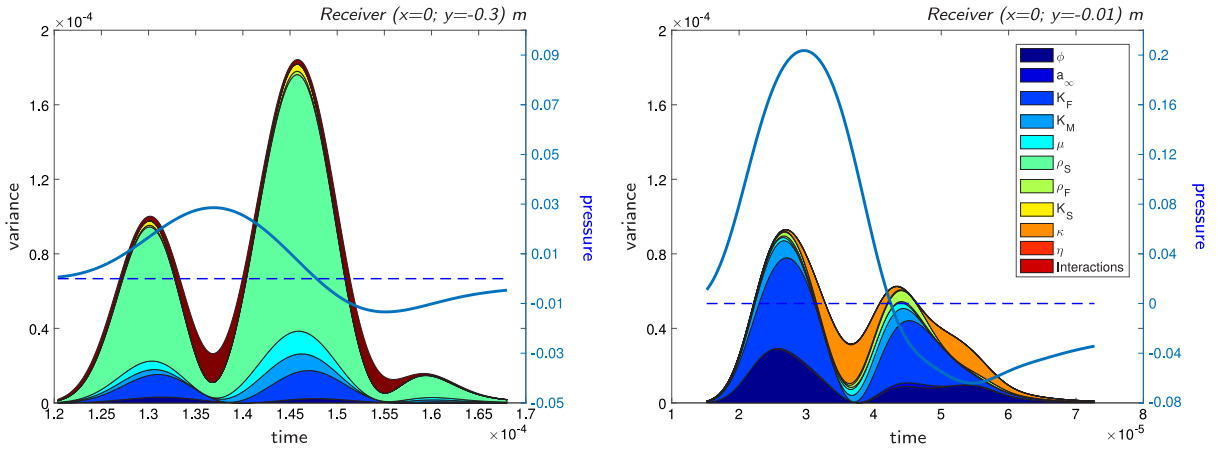 Receiver (x=0; y=-0.3) m
×10⁻⁴
2
1.6
1.2
0.8
0.4
0
variance
1.2 1.25 1.3 1.35 1.4 1.45 1.5 1.55 1.6 1.65 1.7
time
×10⁻⁴
0.09
0.07
0.05
0.03
0.01
-0.01
-0.03
-0.05
pressure
Receiver (x=0; y=-0.01) m
×10⁻⁴
2
1.6
1.2
0.8
0.4
0
variance
1 2 3 4 5 6 7 8
time
×10⁻⁵
0.2
0.16
0.12
0.08
0.04
0
-0.04
-0.08
pressure
ϕ
a∞
K_F
K_M
μ
ρ_S
ρ_F
K_S
κ
η
Interactions